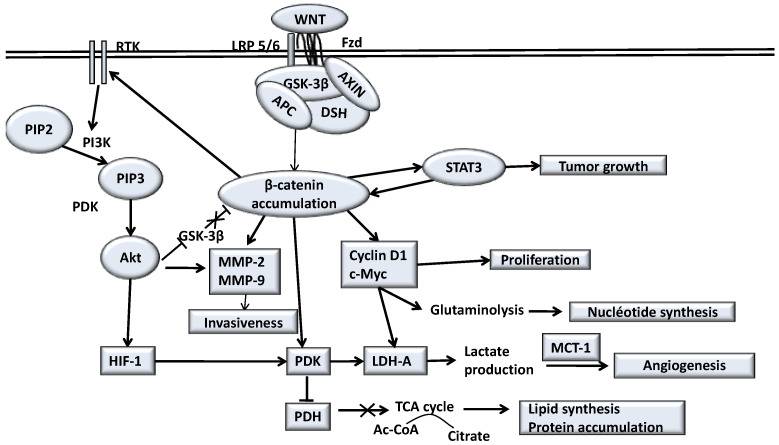 WNT
RTK
LRP 5/6
Fzd
GSK-3β
AXIN
APC
DSH
PIP2
PI3K
PIP3
STAT3
Tumor growth
β-catenin
accumulation
PDK
GSK-3β
Akt
MMP-2
MMP-9
Cyclin D1
c-Myc
Proliferation
Invasiveness
Glutaminolysis
Nucléotide synthesis
HIF-1
PDK
LDH-A
Lactate
production
MCT-1
Angiogenesis
PDH
TCA cycle
Ac-CoA
Citrate
Lipid synthesis
Protein accumulation